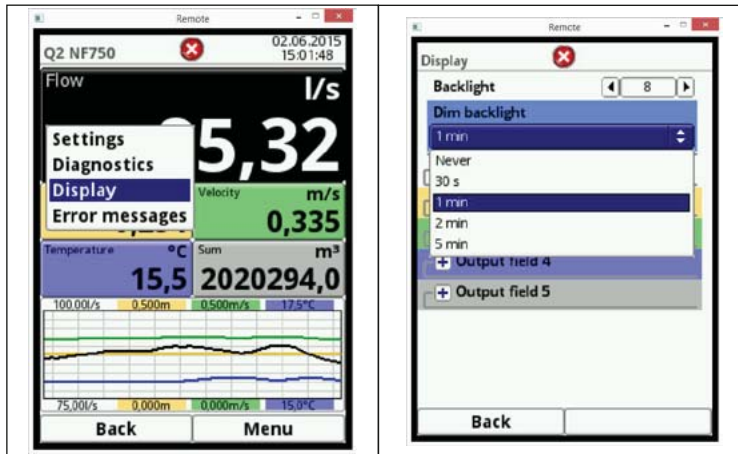 Remote
Q2 NF750
02.06.2015
15:01:48
Flow
l/s
5,32
Settings
Diagnostics
Display
Error messages
Velocity
m/s
0,335
Temperature
°C
15,5
Sum
m³
2020294,0
100,00l/s 0,500m 0,500m/s 17,5°C
75,00l/s 0,000m 0,000m/s 15,0°C
Back Menu
Remote
Display
Backlight 8
Dim backlight
1 min
Never
30 s
1 min
2 min
5 min
Output field 4
Output field 5
Back